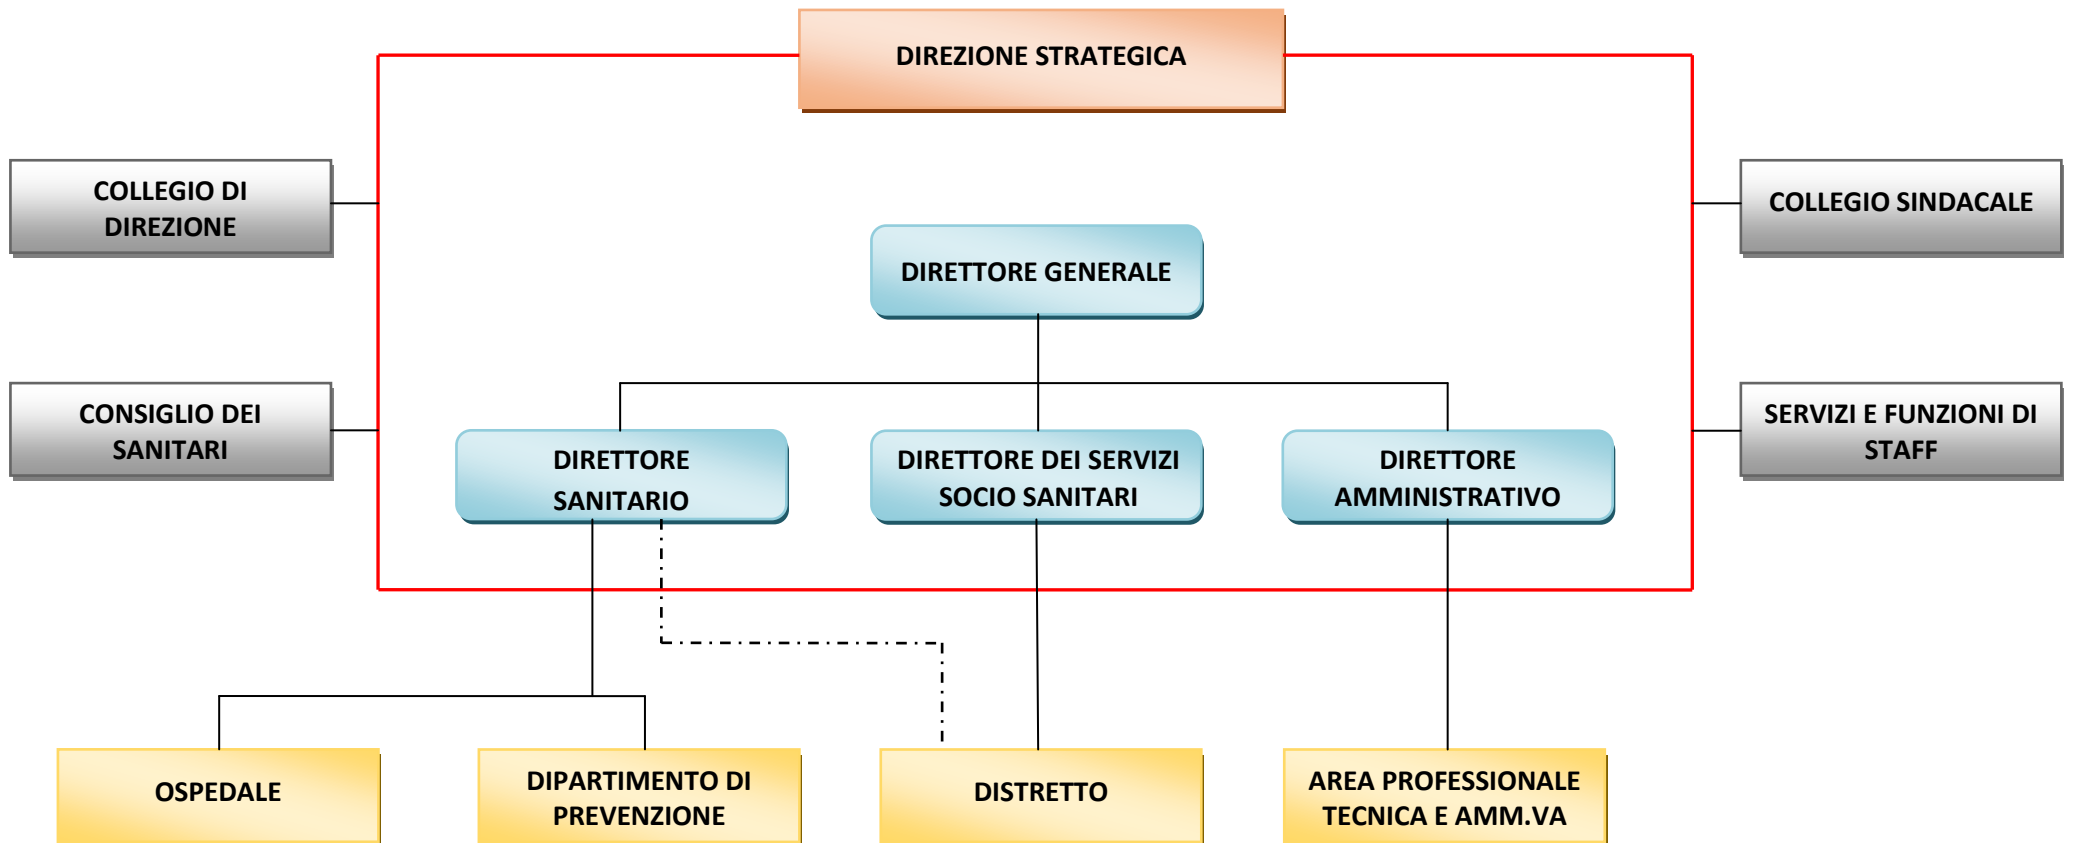 DIREZIONE STRATEGICA
COLLEGIO DI
DIREZIONE
COLLEGIO SINDACALE
DIRETTORE GENERALE
CONSIGLIO DEI
SANITARI
SERVIZI E FUNZIONI DI
STAFF
DIRETTORE
SANITARIO
DIRETTORE DEI SERVIZI
SOCIO SANITARI
DIRETTORE
AMMINISTRATIVO
OSPEDALE
DIPARTIMENTO DI
PREVENZIONE
DISTRETTO
AREA PROFESSIONALE
TECNICA E AMM.VA